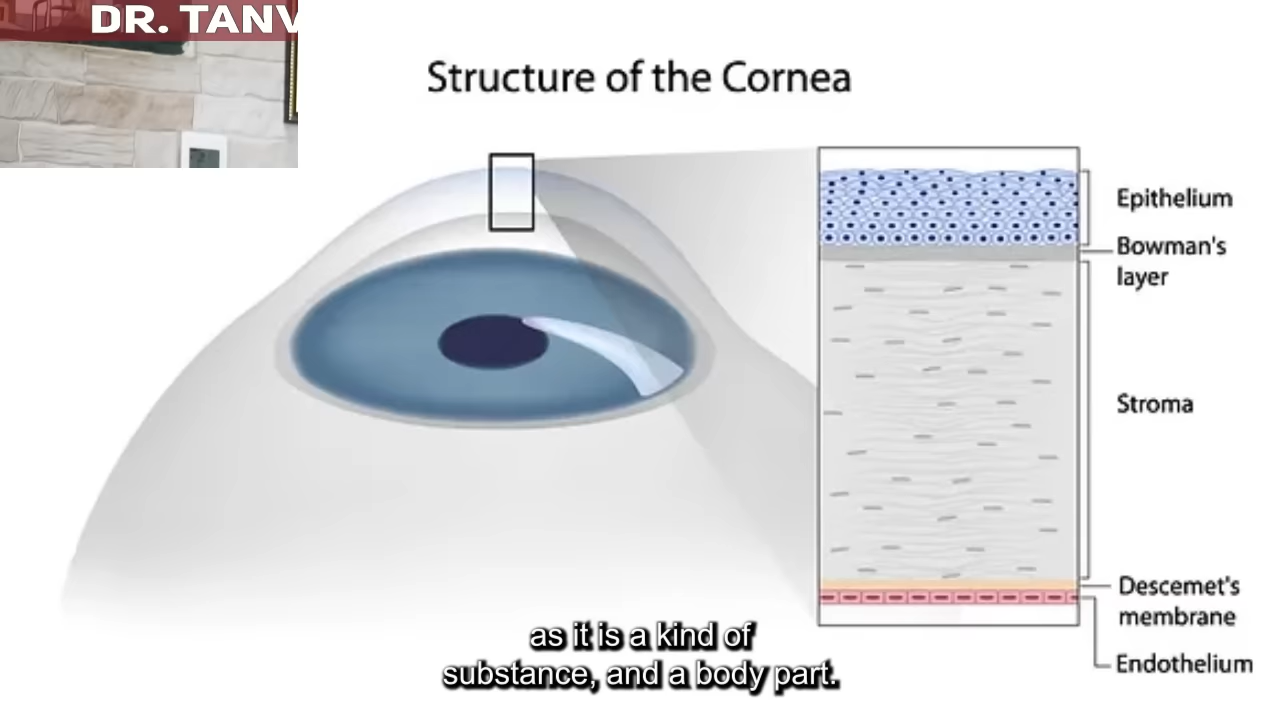 DR. TANV
Structure of the Cornea
Epithelium
Bowman's
layer
Stroma
Descemet's
membrane
Endothelium
as it is a kind of
substance, and a body part.